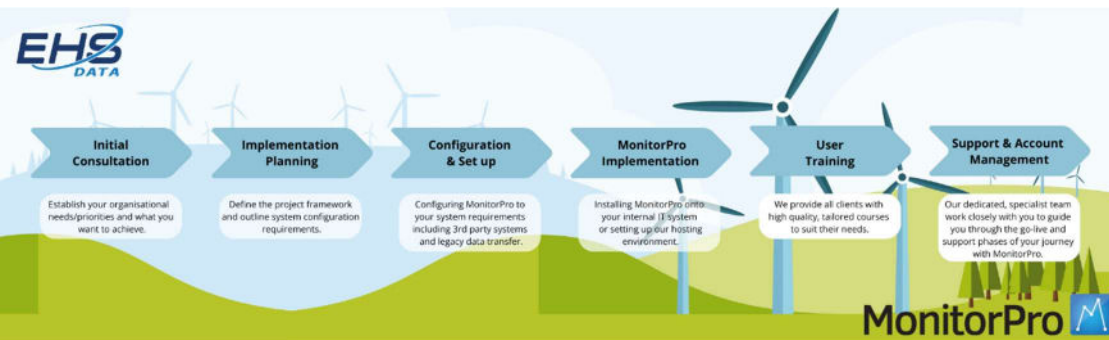 EHS
DATA
Initial
Consultation
Establish your organisational
needs/priorities and what you
want to achieve.
Implementation
Planning
Define the project framework
and outline system configuration
requirements.
Configuration
& Set up
Configuring MonitorPro to
your system requirements
including 3rd party systems
and legacy data transfer.
MonitorPro
Implementation
Installing MonitorPro onto
your internal IT system
or setting up our hosting
environment.
User
Training
We provide all clients with
high quality, tailored courses
to suit their needs.
Support & Account
Management
Our dedicated, specialist team
work closely with you to guide
you through the go-live and
support phases of your journey
with MonitorPro.
MonitorPro